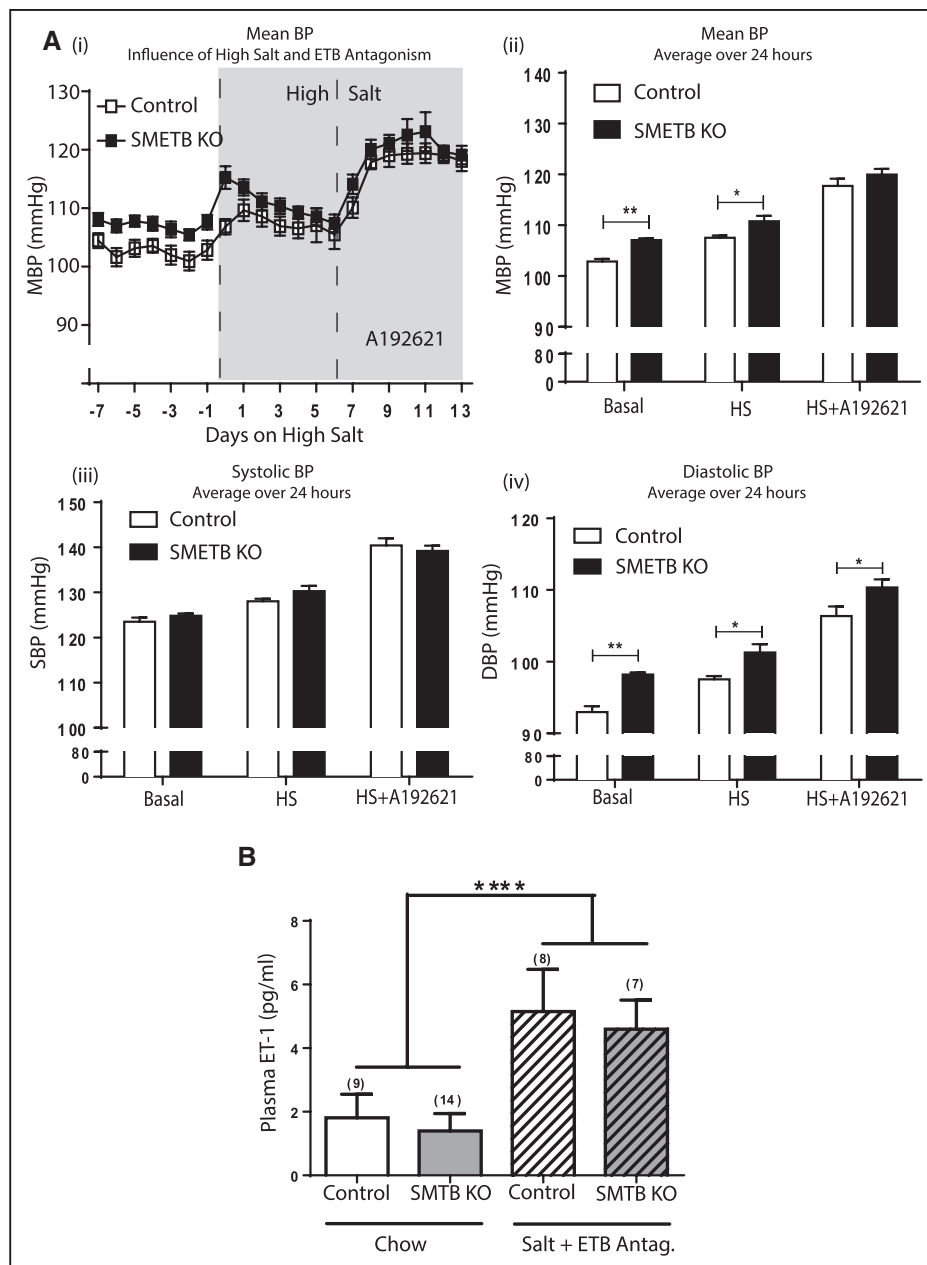 A (i)
Mean BP
Influence of High Salt and ETB Antagonism
130
120
110
100
90
MBP (mmHg)
Control
SMETB KO
High Salt
A192621
-7 -5 -3 -1 1 3 5 7 9 11 13
Days on High Salt
(ii)
Mean BP
Average over 24 hours
140
130
120
110
100
90
80
0
MBP (mmHg)
Control
SMETB KO
**
*
Basal HS HS+A192621
(iii)
Systolic BP
Average over 24 hours
150
140
130
120
110
100
80
0
SBP (mmHg)
Control
SMETB KO
Basal HS HS+A192621
(iv)
Diastolic BP
Average over 24 hours
120
110
100
90
80
0
DBP (mmHg)
Control
SMETB KO
**
*
*
Basal HS HS+A192621
B
****
8
6
4
2
0
Plasma ET-1 (pg/ml)
(9)
(14)
(8)
(7)
Control SMTB KO Control SMTB KO
Chow Salt + ETB Antag.